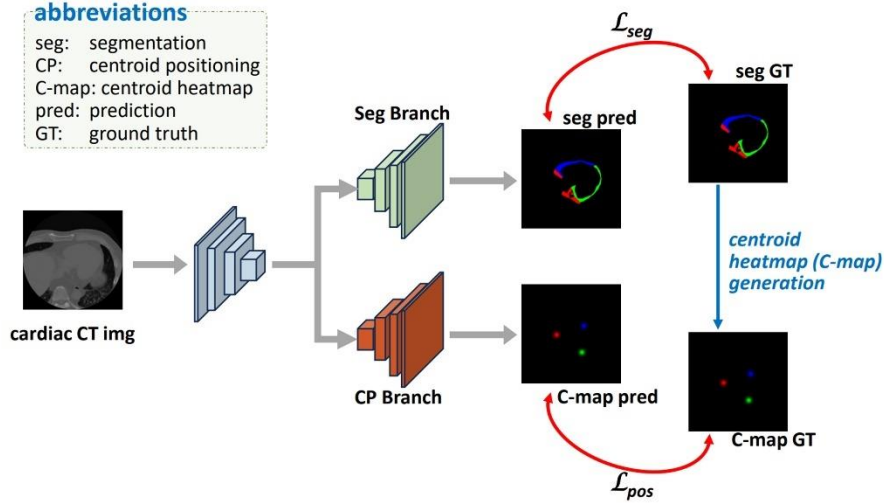 abbreviations
seg: segmentation
CP: centroid positioning
C-map: centroid heatmap
pred: prediction
GT: ground truth
ℒseg
seg GT
Seg Branch
seg pred
centroid
heatmap (C-map)
generation
cardiac CT img
CP Branch
C-map pred
C-map GT
ℒpos